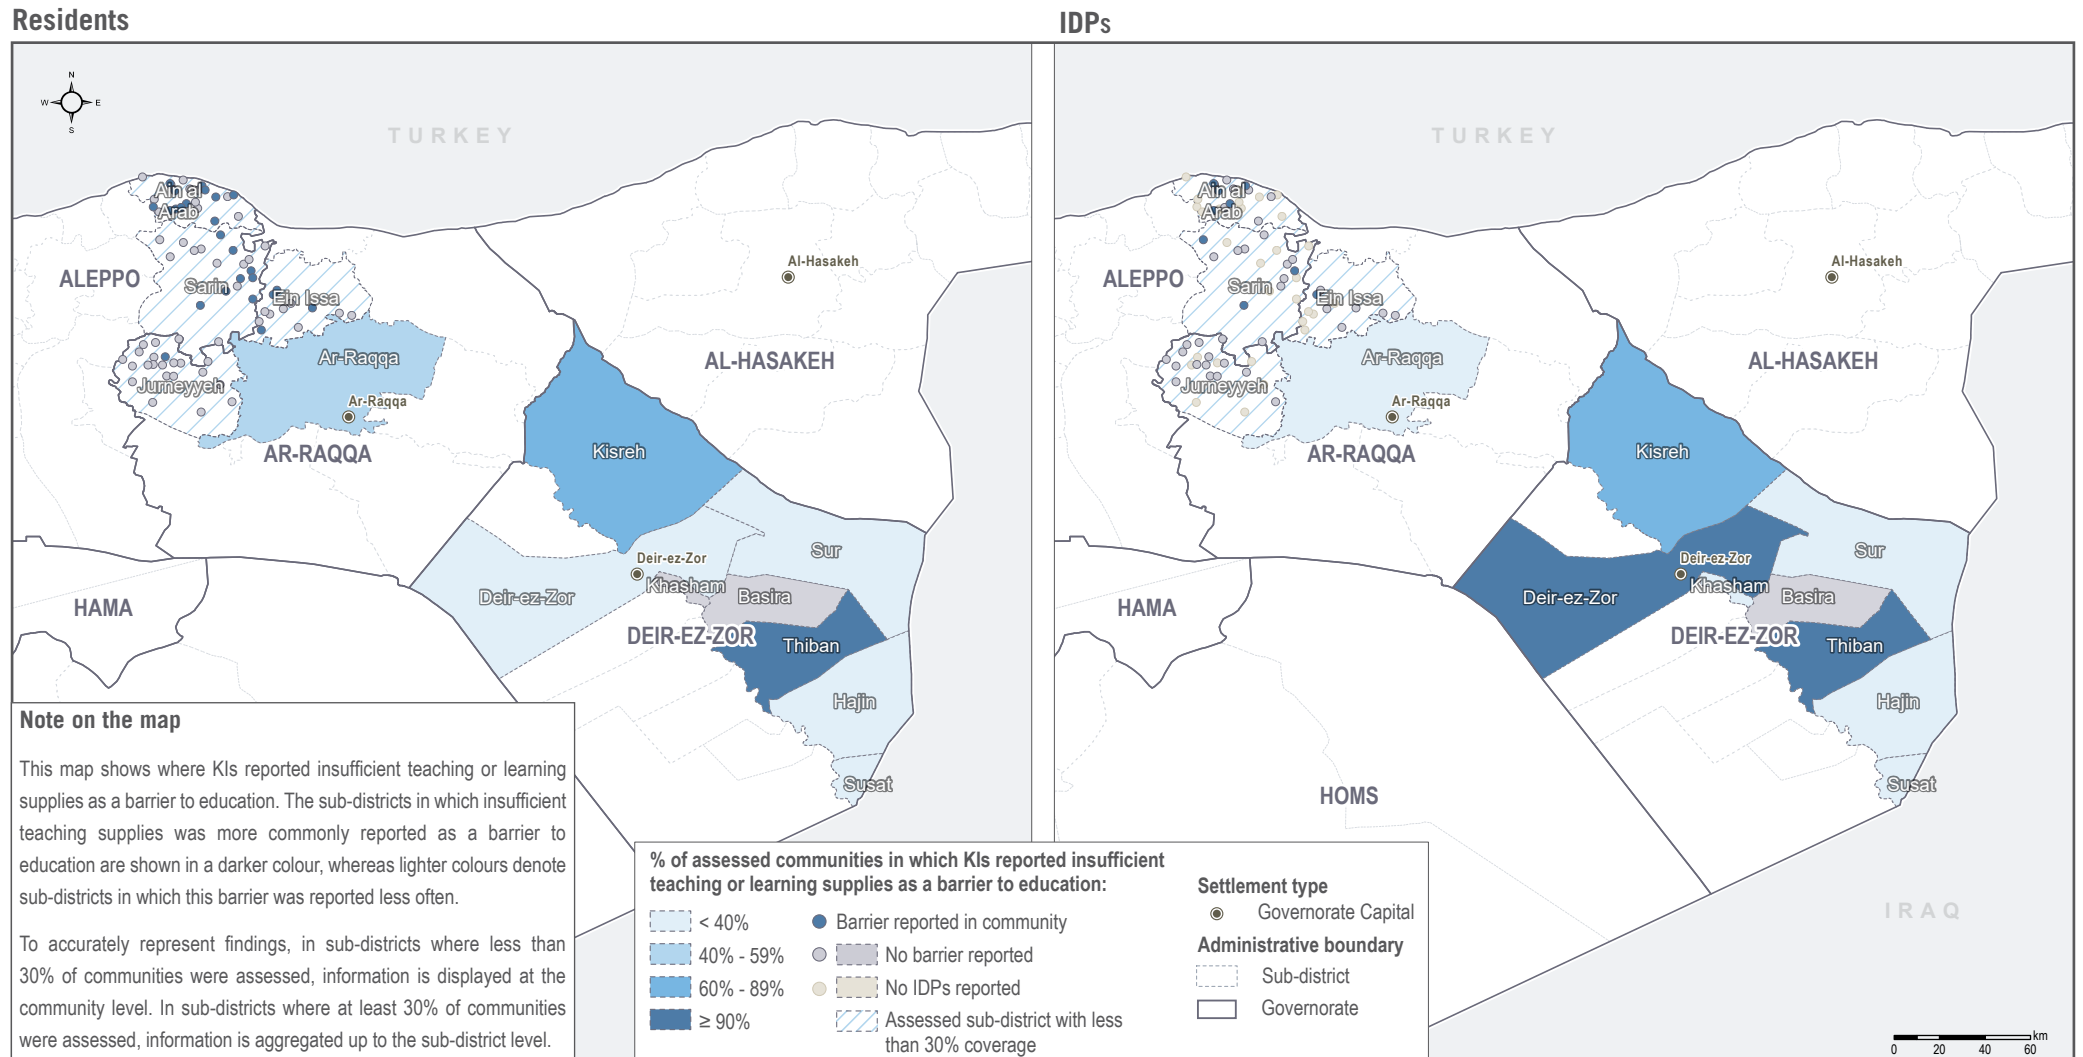 Residents
N
W
E
S
TURKEY
Ain al
Arab
ALEPPO
Sarin
Ein Issa
Al-Hasakeh
Ar-Raqqa
Jurneyyeh
Ar-Raqqa
AL-HASAKEH
AR-RAQQA
Kisreh
Sur
Deir-ez-Zor
Khasham
Deir-ez-Zor
Basira
HAMA
DEIR-EZ-ZOR
Thiban
Hajin
Susat
Note on the map
This map shows where KIs reported insufficient teaching or learning
supplies as a barrier to education. The sub-districts in which insufficient
teaching supplies was more commonly reported as a barrier to
education are shown in a darker colour, whereas lighter colours denote
sub-districts in which this barrier was reported less often.
To accurately represent findings, in sub-districts where less than
30% of communities were assessed, information is displayed at the
community level. In sub-districts where at least 30% of communities
were assessed, information is aggregated up to the sub-district level.
IDPs
TURKEY
Ain al
Arab
ALEPPO
Sarin
Ein Issa
Al-Hasakeh
Ar-Raqqa
Jurneyyeh
Ar-Raqqa
AL-HASAKEH
AR-RAQQA
Kisreh
Sur
Deir-ez-Zor
Khasham
Deir-ez-Zor
Basira
HAMA
DEIR-EZ-ZOR
Thiban
Hajin
Susat
HOMS
IRAQ
% of assessed communities in which KIs reported insufficient
teaching or learning supplies as a barrier to education:
< 40%
40% - 59%
60% - 89%
≥ 90%
Barrier reported in community
No barrier reported
No IDPs reported
Assessed sub-district with less
than 30% coverage
Settlement type
Governorate Capital
Administrative boundary
Sub-district
Governorate
km
0 20 40 60